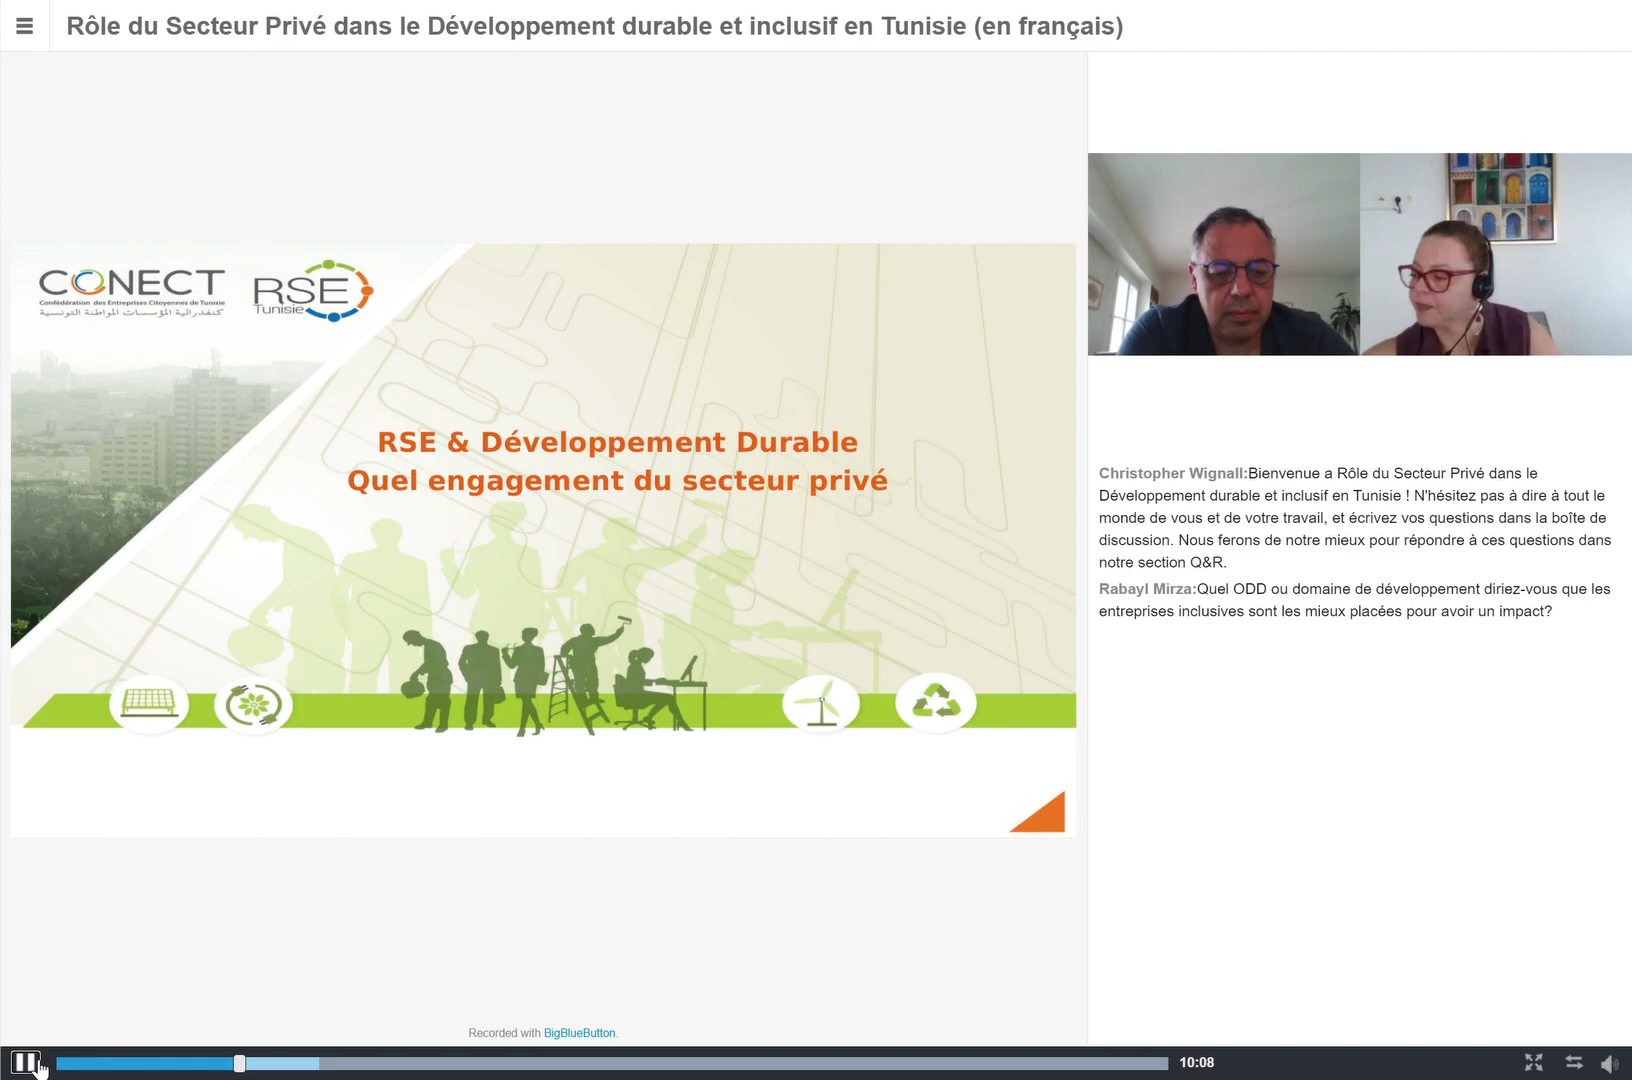 Rôle du Secteur Privé dans le Développement durable et inclusif en Tunisie (en français)
CONECT
Confédération des Entreprises Citoyennes de Tunisie
كنفدرالية المؤسسات المواطنة التونسية
RSE
Tunisie
RSE & Développement Durable
Quel engagement du secteur privé
Christopher Wignall:Bienvenue a Rôle du Secteur Privé dans le
Développement durable et inclusif en Tunisie ! N'hésitez pas à dire à tout le
monde de vous et de votre travail, et écrivez vos questions dans la boîte de
discussion. Nous ferons de notre mieux pour répondre à ces questions dans
notre section Q&R.
Rabayl Mirza:Quel ODD ou domaine de développement diriez-vous que les
entreprises inclusives sont les mieux placées pour avoir un impact?
Recorded with BigBlueButton.
10:08